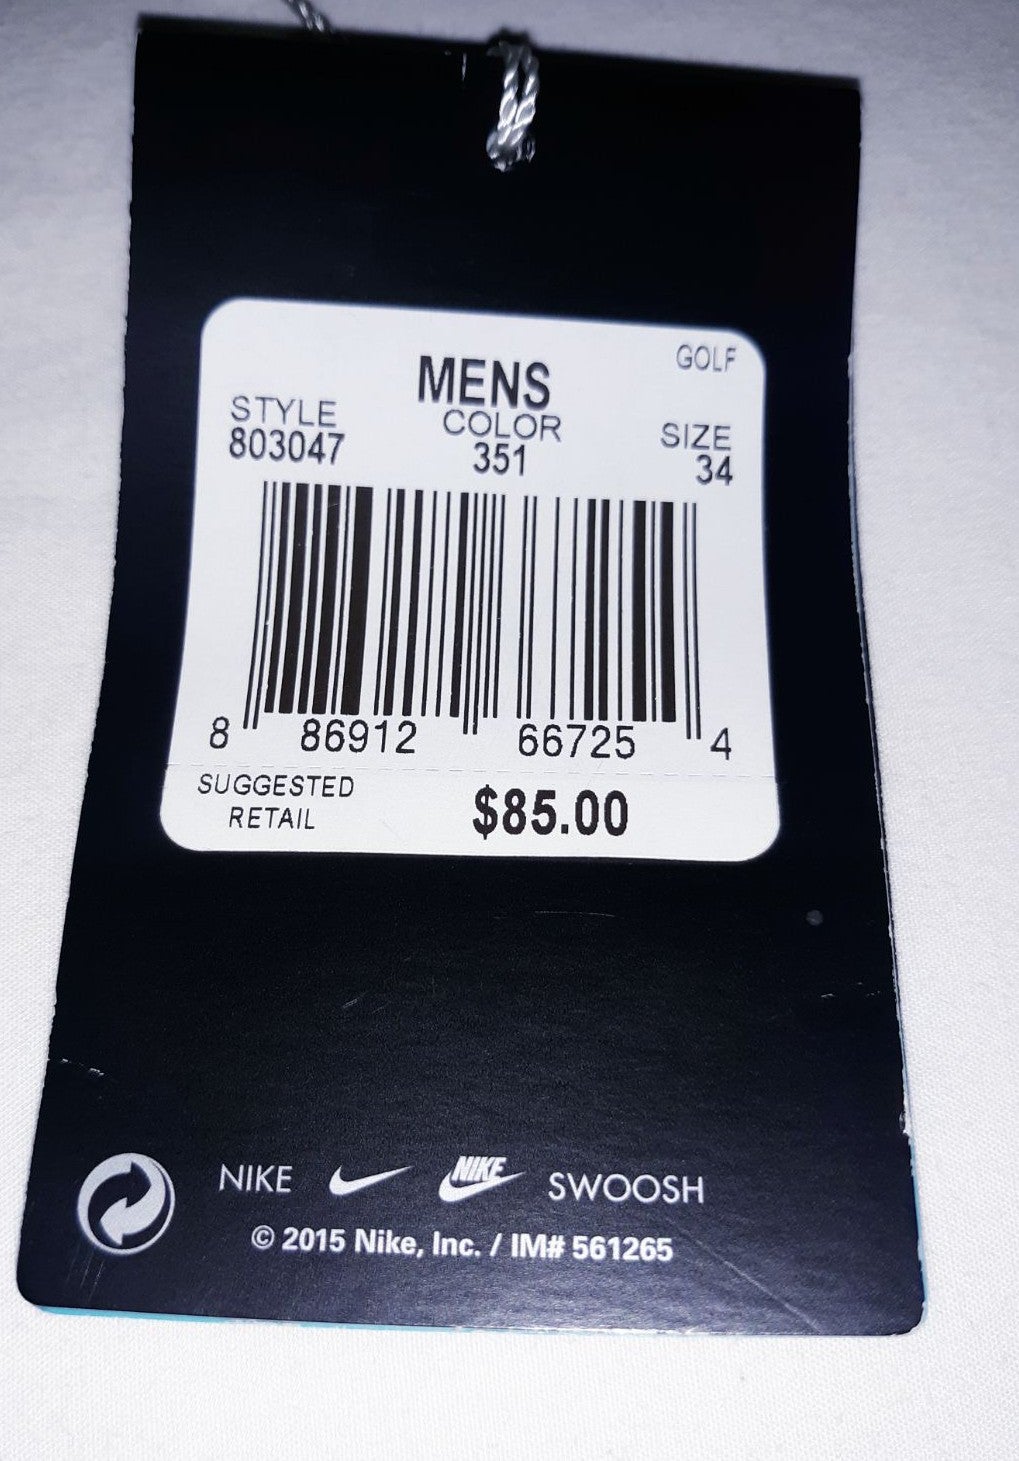 GOLF
MENS
STYLE COLOR SIZE
803047 351 34
8 86912 66725 4
SUGGESTED RETAIL $85.00
NIKE NIKE SWOOSH
© 2015 Nike, Inc. / IM# 561265